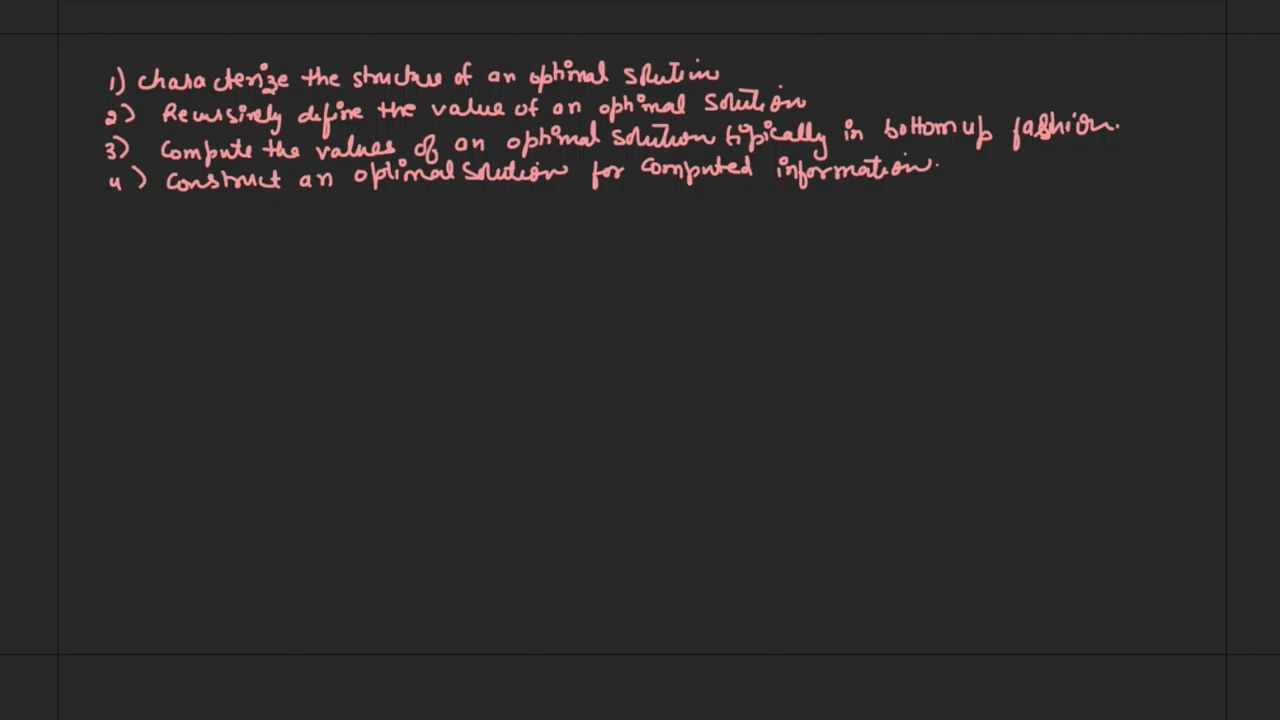 1) characterize the structure of an optimal solution
2) Recursively define the value of an optimal solution
3) compute the values of an optimal solution tipically in bottom up fashion.
4) construct an optimal solution for computed information.